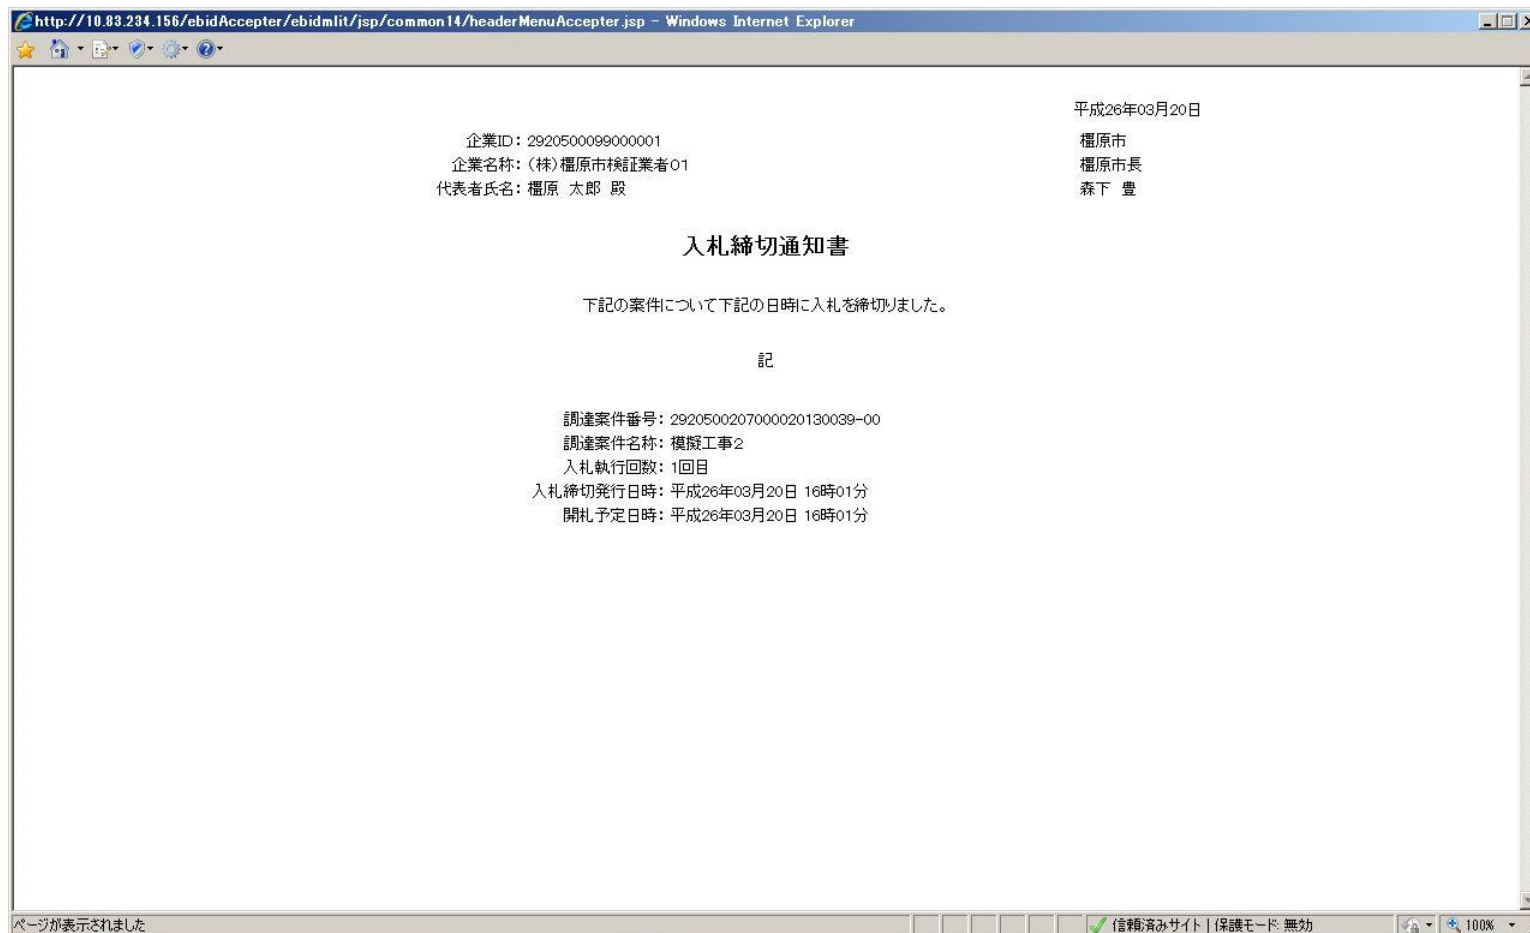 http://10.83.234.156/ebidAccepter/ebidmlit/jsp/common14/headerMenuAccepter.jsp - Windows Internet Explorer
平成26年03月20日
企業ID：2920500099000001
橿原市
企業名称：(株)橿原市検証業者01
橿原市長
代表者氏名：橿原 太郎 殿
森下 豊
入札締切通知書
下記の案件について下記の日時に入札を締切りました。
記
調達案件番号：2920500207000020130039-00
調達案件名称：模擬工事2
入札執行回数：1回目
入札締切発行日時：平成26年03月20日 16時01分
開札予定日時：平成26年03月20日 16時01分
ページが表示されました
信頼済みサイト | 保護モード: 無効
100%